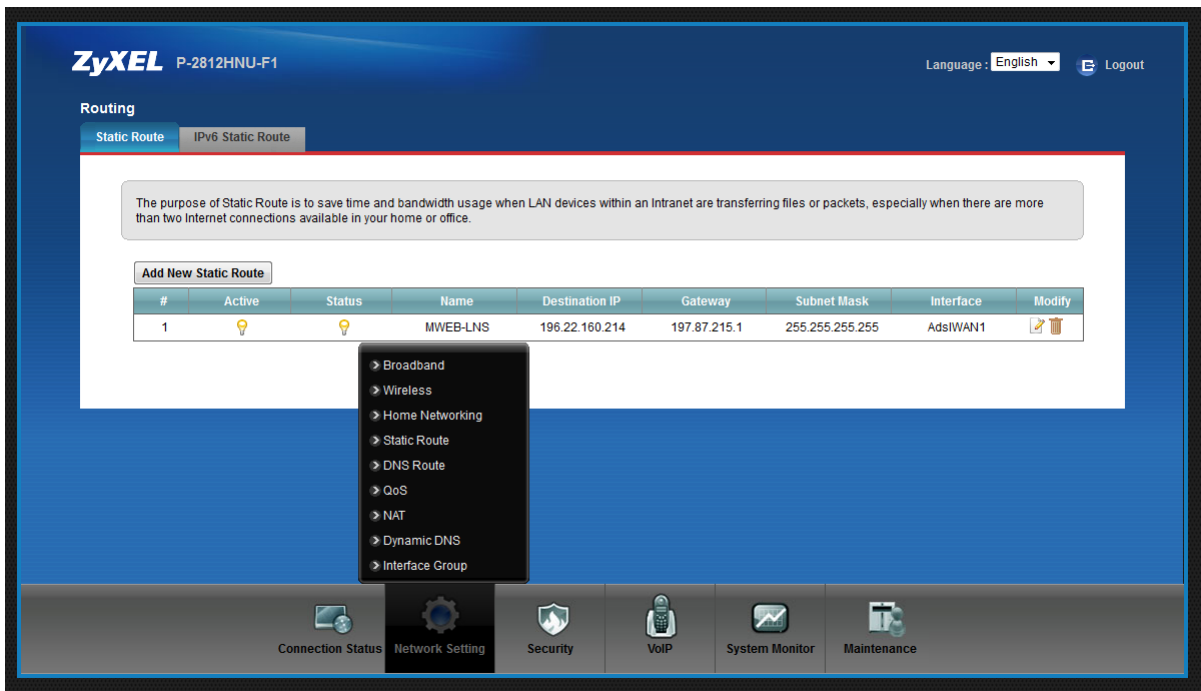 ZyXEL P-2812HNU-F1
Language : English
Logout
Routing
Static Route
IPv6 Static Route
The purpose of Static Route is to save time and bandwidth usage when LAN devices within an Intranet are transferring files or packets, especially when there are more
than two Internet connections available in your home or office.
Add New Static Route
# Active Status Name Destination IP Gateway Subnet Mask Interface Modify
1 MWEB-LNS 196.22.160.214 197.87.215.1 255.255.255.255 AdslWAN1
Broadband
Wireless
Home Networking
Static Route
DNS Route
QoS
NAT
Dynamic DNS
Interface Group
Connection Status
Network Setting
Security
VoIP
System Monitor
Maintenance